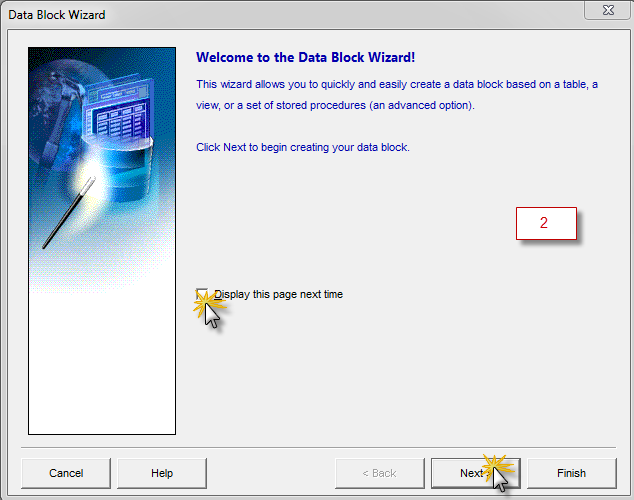 Data Block Wizard
Welcome to the Data Block Wizard!
This wizard allows you to quickly and easily create a data block based on a table, a
view, or a set of stored procedures (an advanced option).
Click Next to begin creating your data block.
2
Display this page next time
Cancel
Help
< Back
Next
Finish